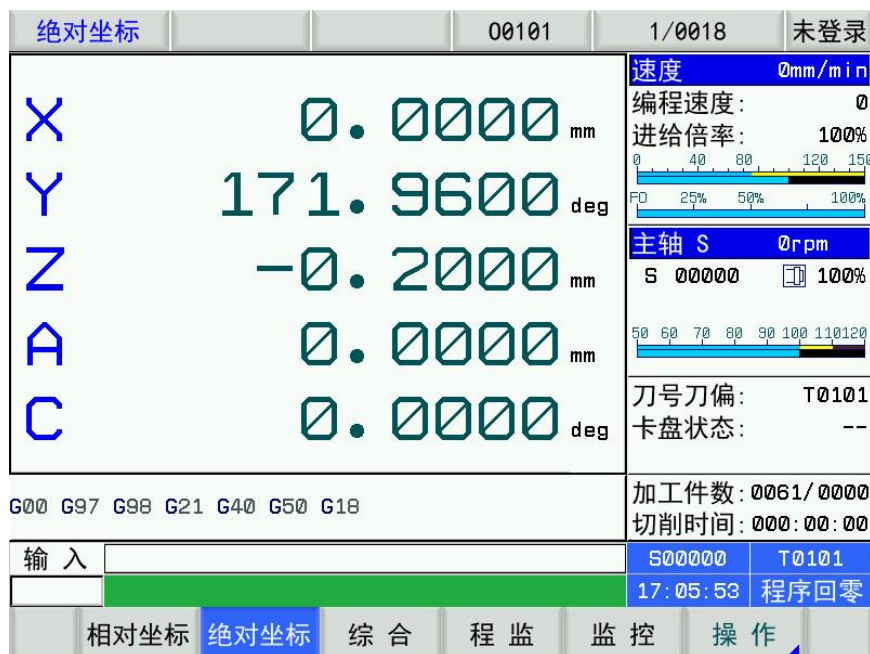 绝对坐标 O0101 1/0018 未登录
X 0.0000 mm
Y 171.9600 deg
Z -0.2000 mm
A 0.0000 mm
C 0.0000 deg
G00 G97 G98 G21 G40 G50 G18
速度 0mm/min
编程速度: 0
进给倍率: 100%
0 40 80 120 150
F0 25% 50% 100%
主轴 S 0rpm
S 00000 100%
50 60 70 80 90 100 110120
刀号刀偏: T0101
卡盘状态: --
加工件数: 0061/0000
切削时间: 000:00:00
输入
S00000 T0101
17:05:53 程序回零
相对坐标 绝对坐标 综合 程监 监控 操作